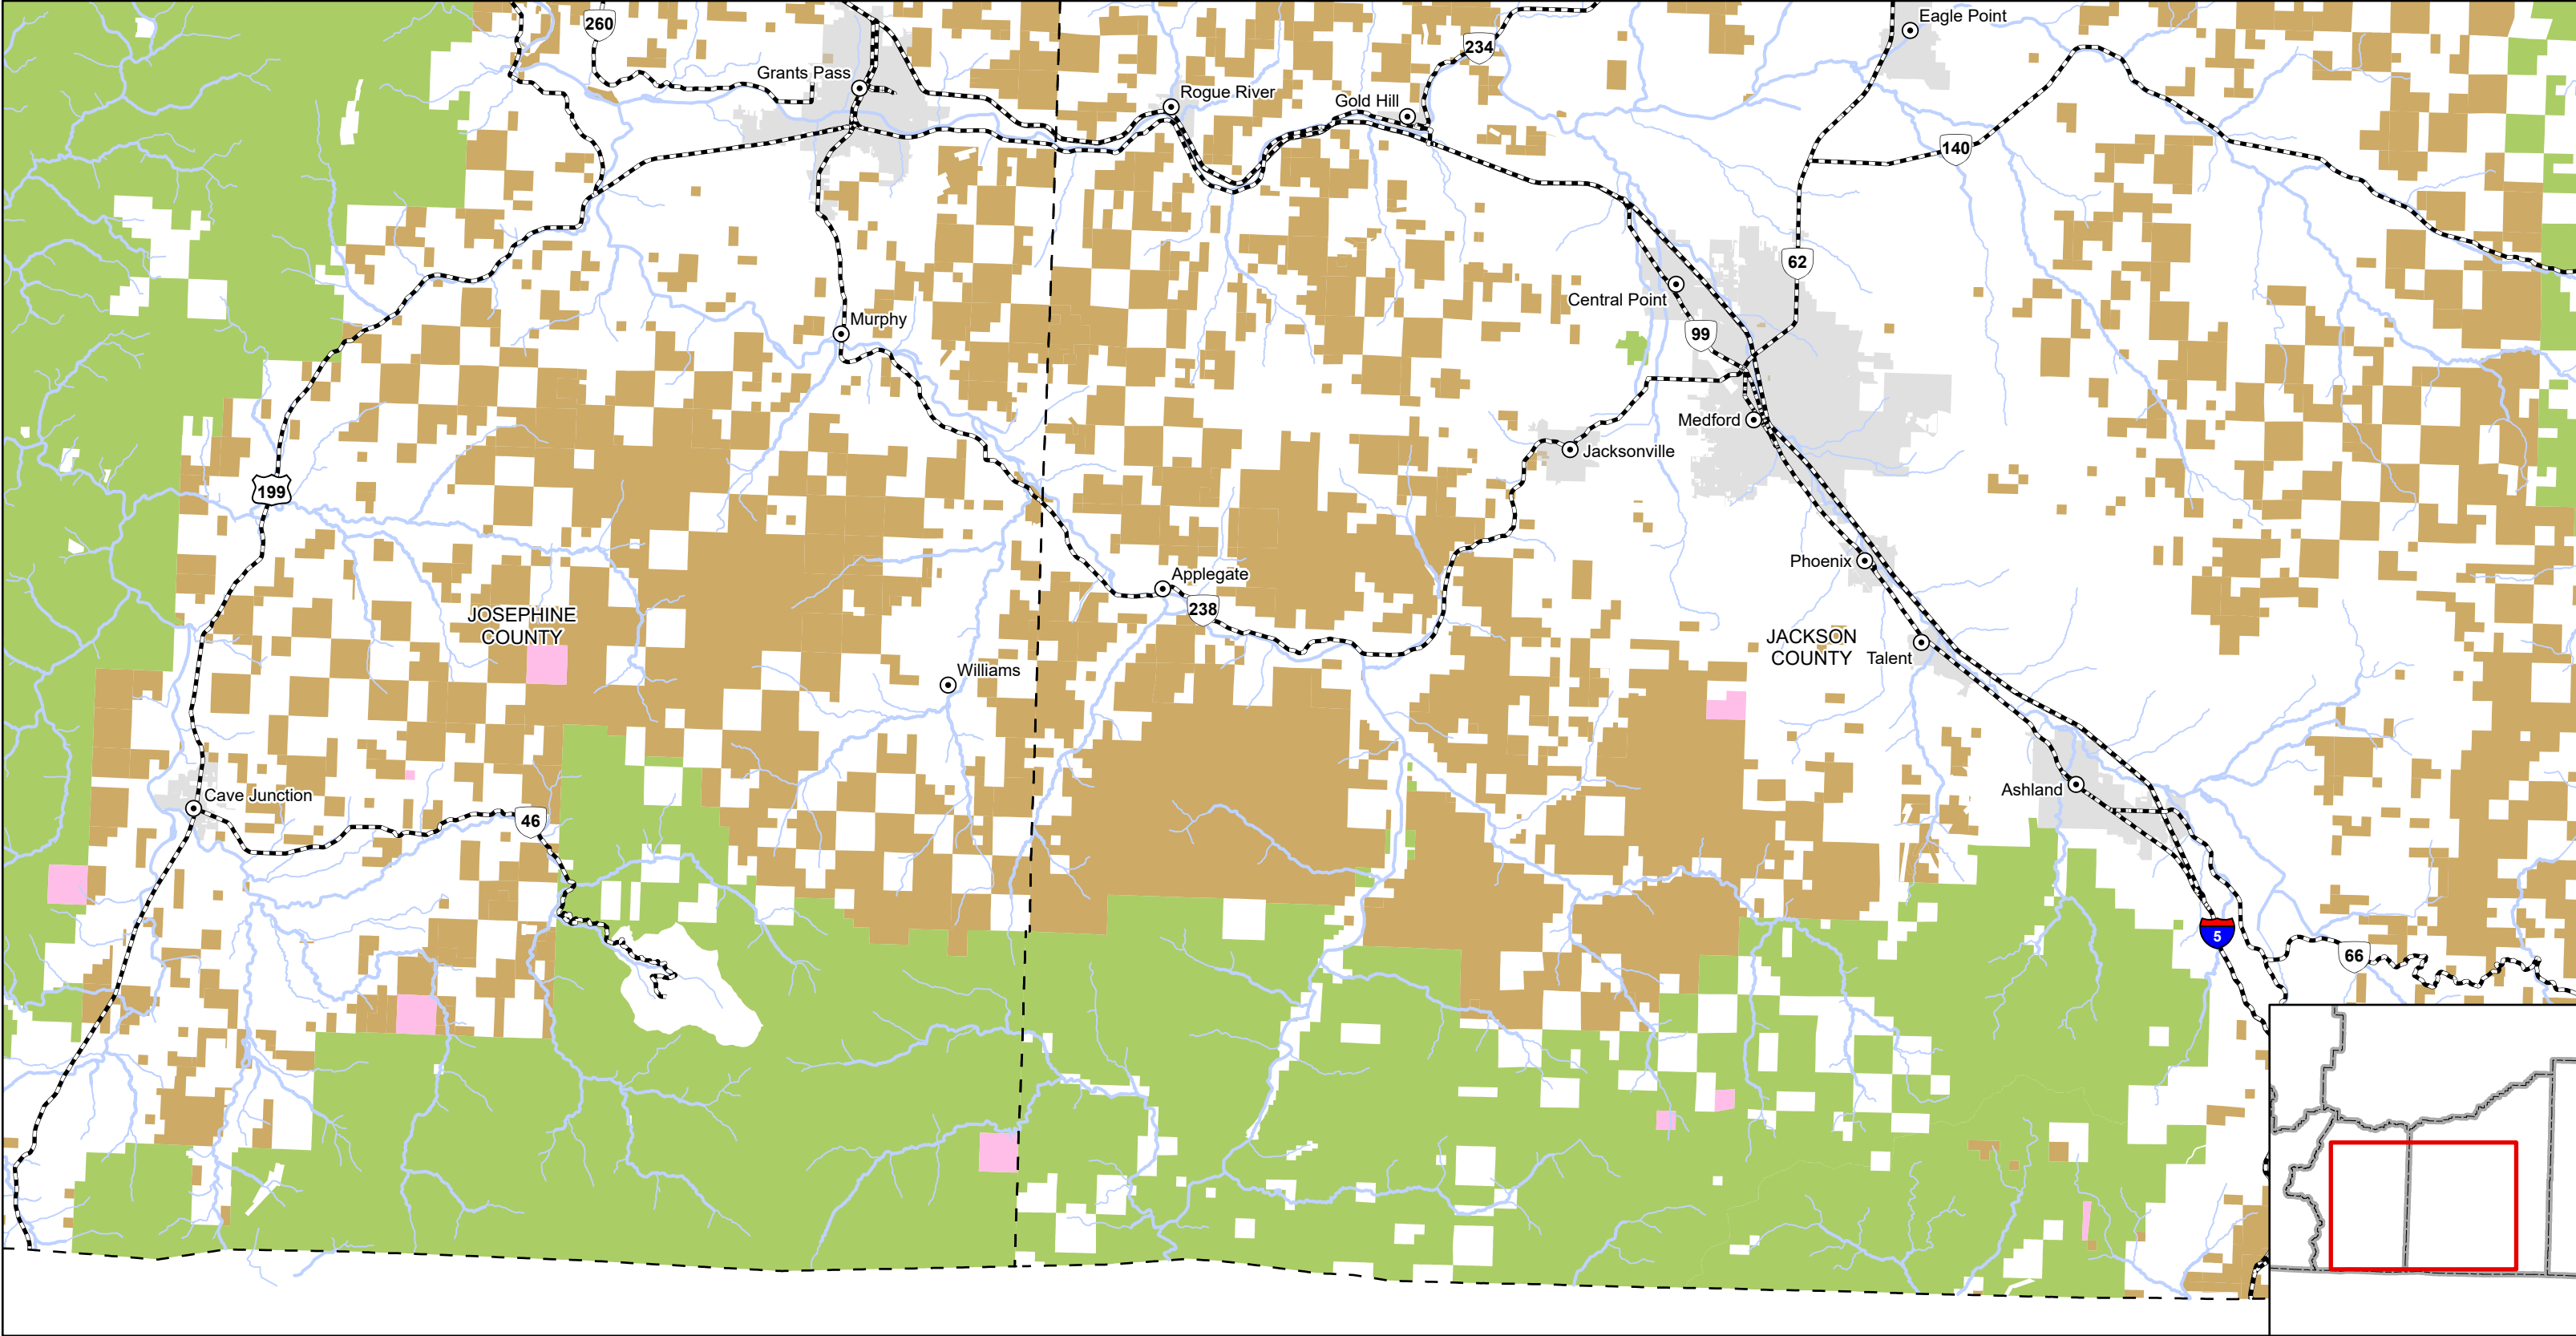 Eagle Point
260
234
Grants Pass
Rogue River
Gold Hill
140
62
Central Point
Murphy
99
Medford
Jacksonville
199
Phoenix
Applegate
238
JOSEPHINE
COUNTY
JACKSON
COUNTY
Talent
Williams
Ashland
Cave Junction
46
5
66